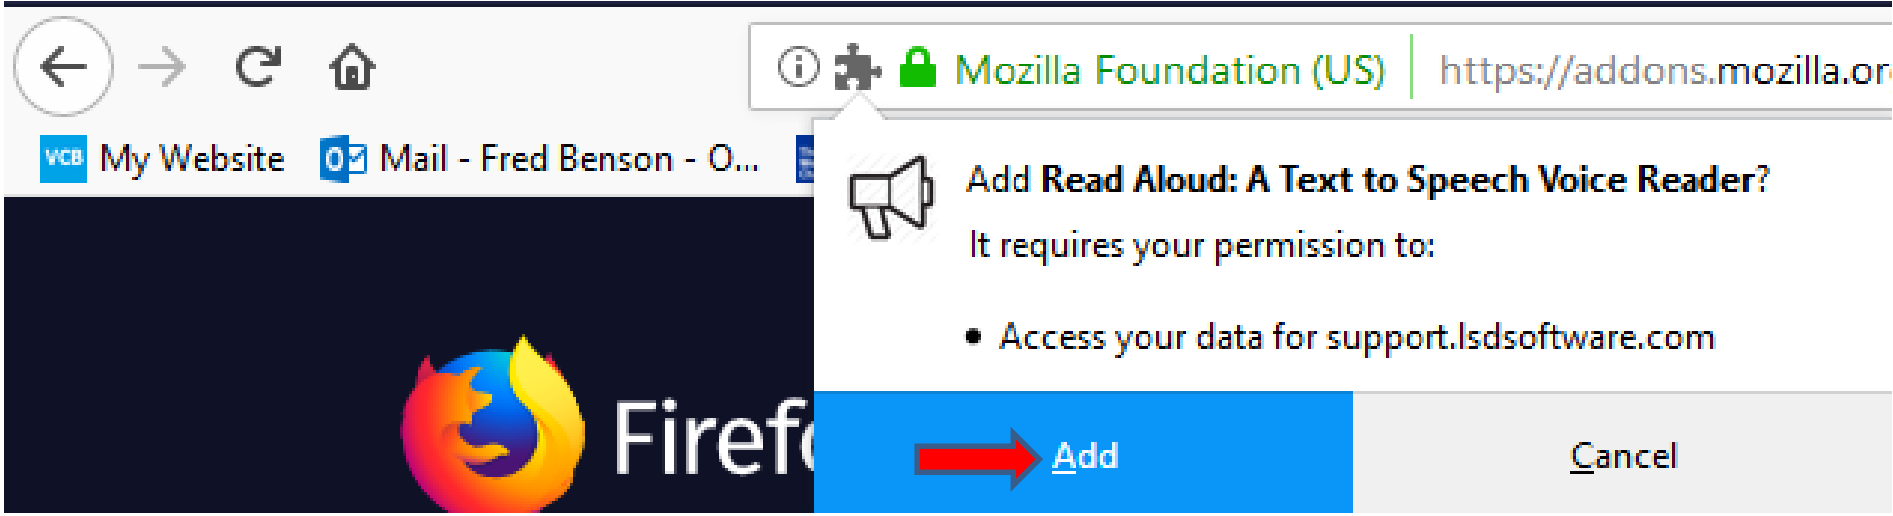 Mozilla Foundation (US) https://addons.mozilla.or
VCB My Website Mail - Fred Benson - O...
Add Read Aloud: A Text to Speech Voice Reader?
It requires your permission to:
• Access your data for support.lsdsoftware.com
Firef
Add Cancel